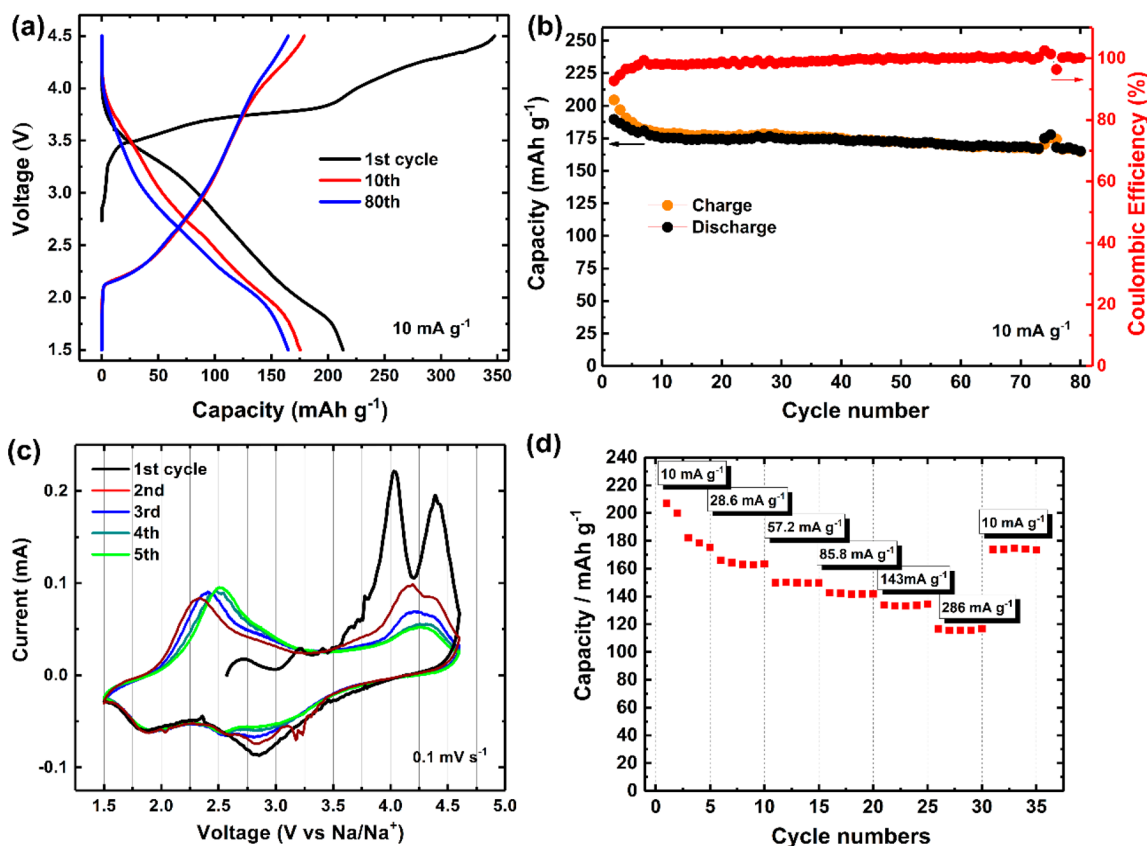 (a)
4.5
4.0
3.5
3.0
2.5
2.0
1.5
Voltage (V)
1st cycle
10th
80th
10 mA g⁻¹
0 50 100 150 200 250 300 350
Capacity (mAh g⁻¹)
(b)
250
225
200
175
150
125
100
75
50
25
0
Capacity (mAh g⁻¹)
Charge
Discharge
10 mA g⁻¹
100
80
60
40
20
0
Coulombic Efficiency (%)
0 10 20 30 40 50 60 70 80
Cycle number
(c)
0.2
0.1
0.0
-0.1
Current (mA)
1st cycle
2nd
3rd
4th
5th
0.1 mV s⁻¹
1.5 2.0 2.5 3.0 3.5 4.0 4.5 5.0
Voltage (V vs Na/Na⁺)
(d)
240
220
200
180
160
140
120
100
80
60
40
20
0
Capacity / mAh g⁻¹
10 mA g⁻¹
28.6 mA g⁻¹
57.2 mA g⁻¹
85.8 mA g⁻¹
143mA g⁻¹
286 mA g⁻¹
10 mA g⁻¹
0 5 10 15 20 25 30 35
Cycle numbers